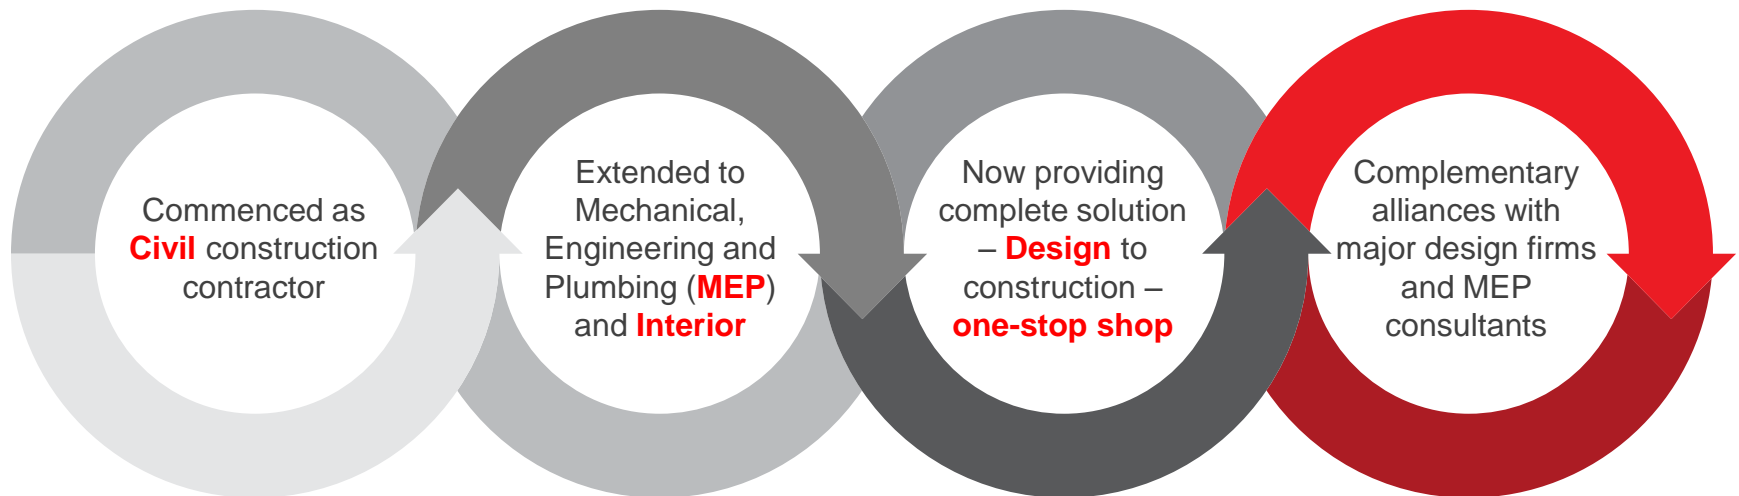 Commenced as
Civil construction
contractor
Extended to
Mechanical,
Engineering and
Plumbing (MEP)
and Interior
Now providing
complete solution
– Design to
construction –
one-stop shop
Complementary
alliances with
major design firms
and MEP
consultants